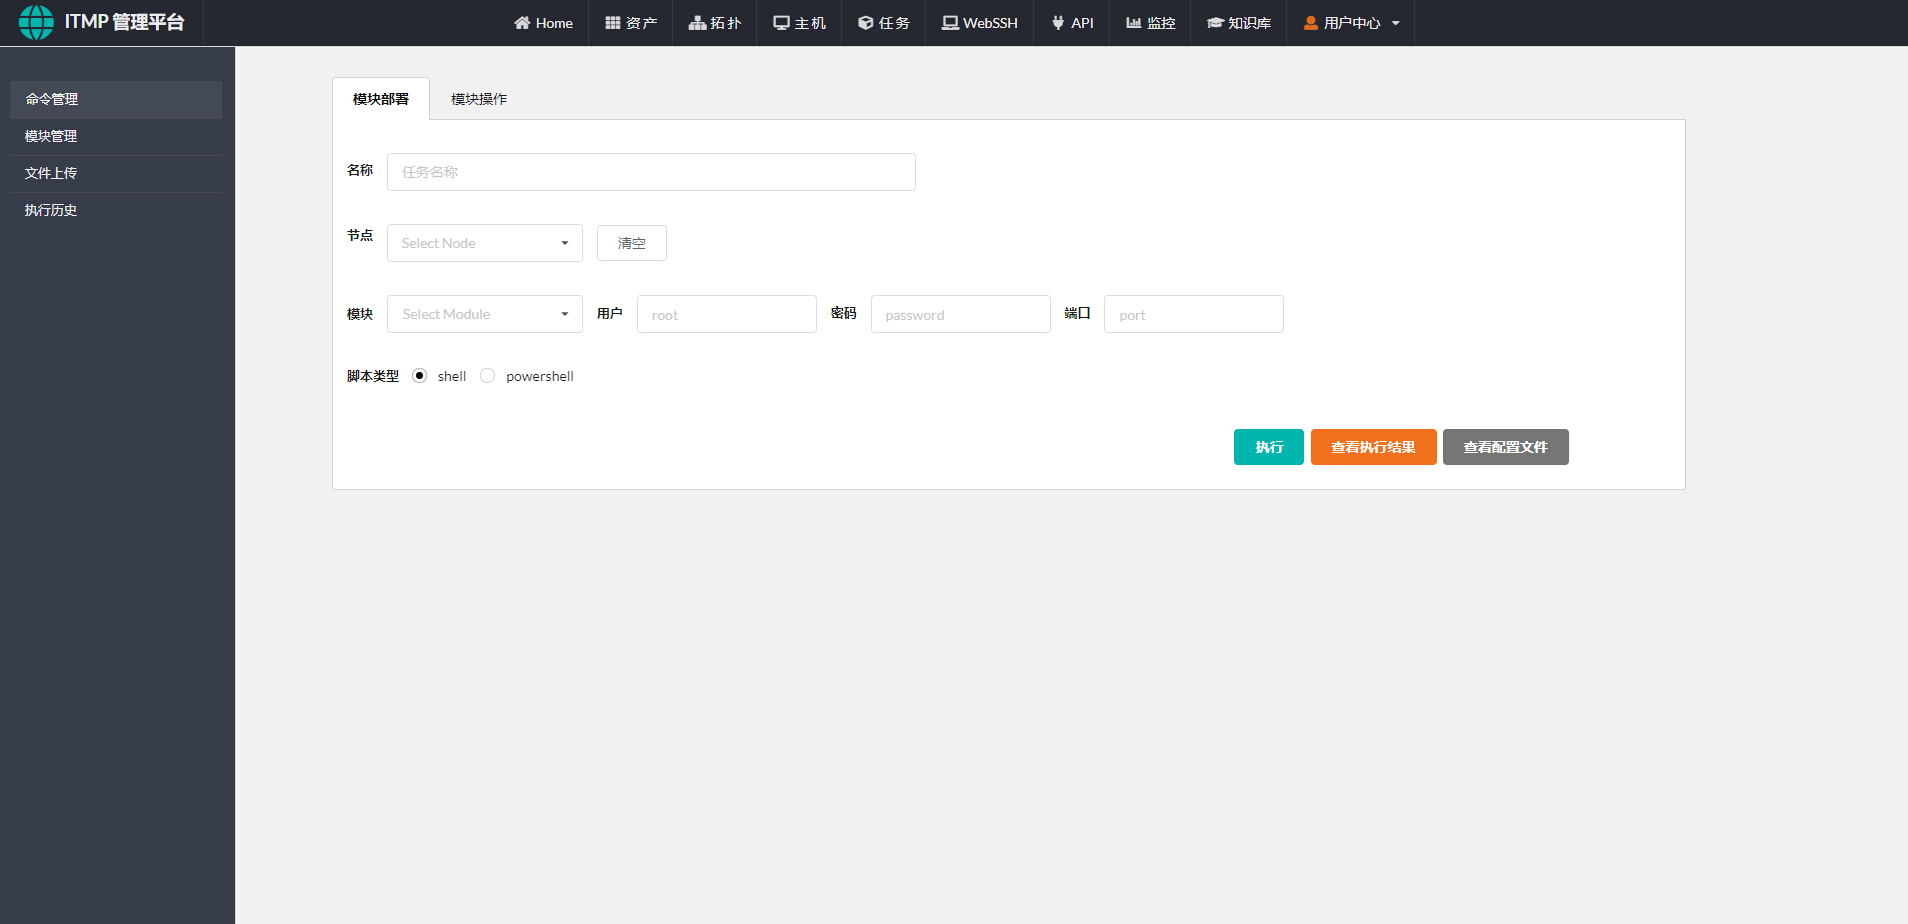 ITMP 管理平台
Home 资产 拓扑 主机 任务 WebSSH API 监控 知识库 用户中心
命令管理
模块管理
文件上传
执行历史
模块部署 模块操作
名称 任务名称
节点 Select Node 清空
模块 Select Module 用户 root 密码 password 端口 port
脚本类型 shell powershell
执行 查看执行结果 查看配置文件